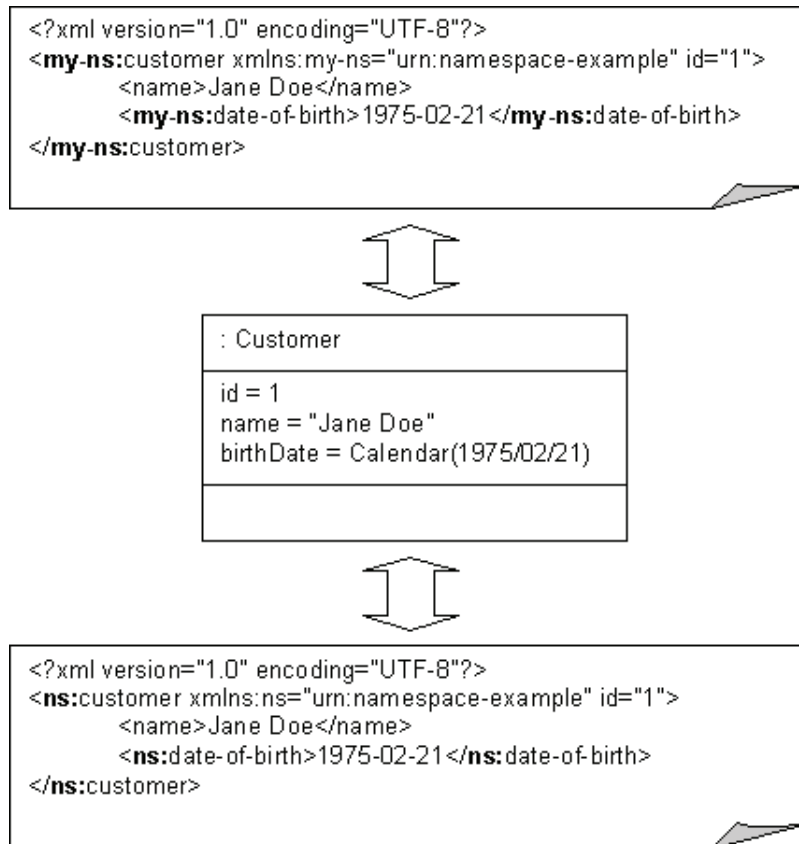 <?xml version="1.0" encoding="UTF-8"?>
<my-ns:customer xmlns:my-ns="urn:namespace-example" id="1">
<name>Jane Doe</name>
<my-ns:date-of-birth>1975-02-21</my-ns:date-of-birth>
</my-ns:customer>
: Customer
id = 1
name = "Jane Doe"
birthDate = Calendar(1975/02/21)
<?xml version="1.0" encoding="UTF-8"?>
<ns:customer xmlns:ns="urn:namespace-example" id="1">
<name>Jane Doe</name>
<ns:date-of-birth>1975-02-21</ns:date-of-birth>
</ns:customer>